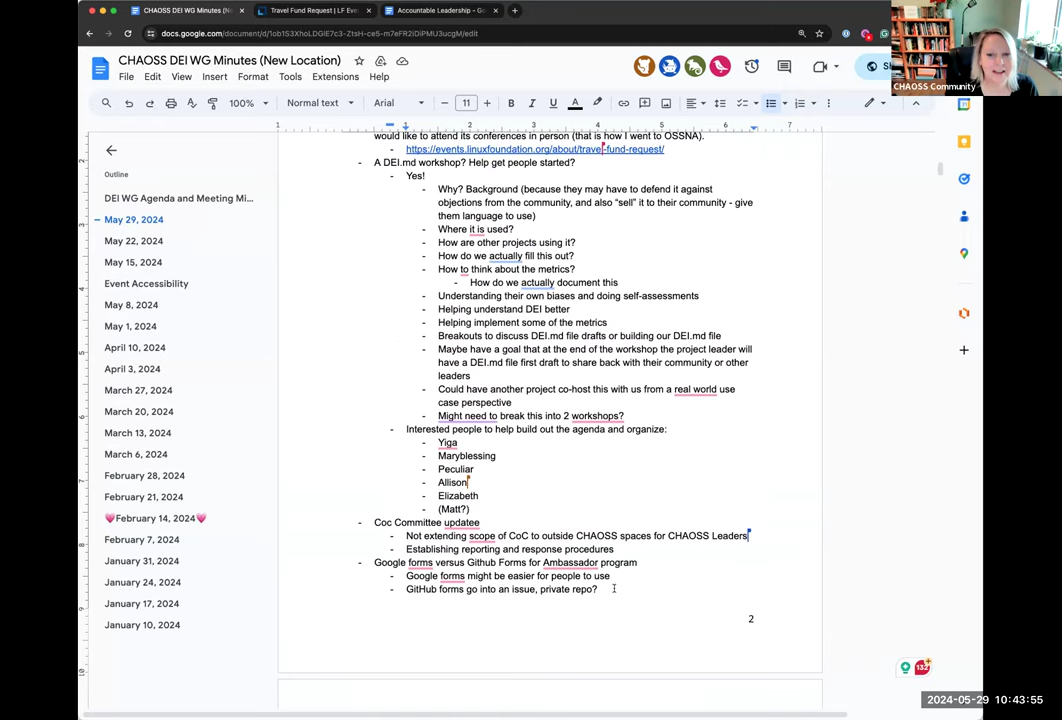 CHAOSS DEI WG Minutes (N
Travel Fund Request | LF Eve
Accountable Leadership - Go
docs.google.com/document/d/
/edit
CHAOSS DEI WG Minutes (New Location)
File Edit View Insert Format Tools Extensions Help
CHAOSS Community
100% Normal text Arial 11
1 1 2 3 4 5 6 7
would like to attend its conferences in person (that is how I went to OSSNA).
- https://events.linuxfoundation.org/about/travel-fund-request/
- A DEI.md workshop? Help get people started?
Outline
- Yes!
DEI WG Agenda and Meeting Mi...
- Why? Background (because they may have to defend it against
objections from the community, and also “sell” it to their community - give
them language to use)
May 29, 2024
May 22, 2024
May 15, 2024
Event Accessibility
May 8, 2024
May 1, 2024
April 10, 2024
April 3, 2024
March 27, 2024
March 20, 2024
March 13, 2024
March 6, 2024
February 28, 2024
February 21, 2024
💗February 14, 2024💗
February 7, 2024
January 31, 2024
January 24, 2024
January 10, 2024
- Where it is used?
- How are other projects using it?
- How do we actually fill this out?
- How to think about the metrics?
- How do we actually document this
- Understanding their own biases and doing self-assessments
- Helping understand DEI better
- Helping implement some of the metrics
- Breakouts to discuss DEI.md file drafts or building our DEI.md file
- Maybe have a goal that at the end of the workshop the project leader will
have a DEI.md file first draft to share back with their community or other
leaders
- Could have another project co-host this with us from a real world use
case perspective
- Might need to break this into 2 workshops?
- Interested people to help build out the agenda and organize:
- Yiga
- Maryblessing
- Peculiar
- Allison
- Elizabeth
- (Matt?)
- Coc Committee updatee
- Not extending scope of CoC to outside CHAOSS spaces for CHAOSS Leaders
- Establishing reporting and response procedures
- Google forms versus Github Forms for Ambassador program
- Google forms might be easier for people to use
- GitHub forms go into an issue, private repo?
2
132
2024-05-29 10:43:55